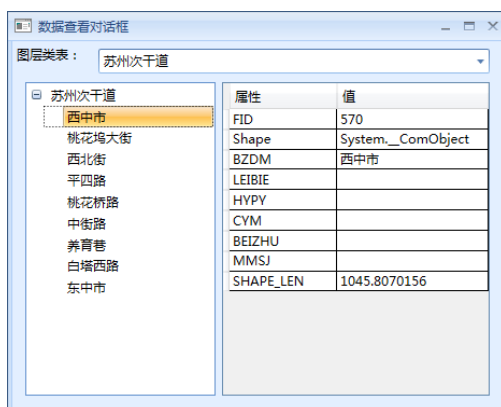 数据查看对话框
图层类表：
苏州次干道
苏州次干道
西中市
桃花坞大街
西北街
平四路
桃花桥路
中街路
养育巷
白塔西路
东中市
属性 值
FID 570
Shape System.__ComObject
BZDM 西中市
LEIBIE
HYPY
CYM
BEIZHU
MMSJ
SHAPE_LEN 1045.8070156